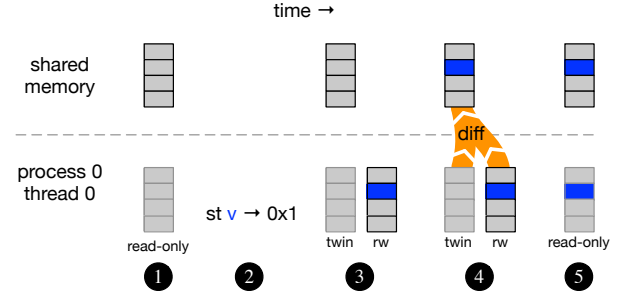 time →
shared
memory
diff
process 0
thread 0
st v → 0x1
read-only
twin
rw
twin
rw
read-only
1
2
3
4
5